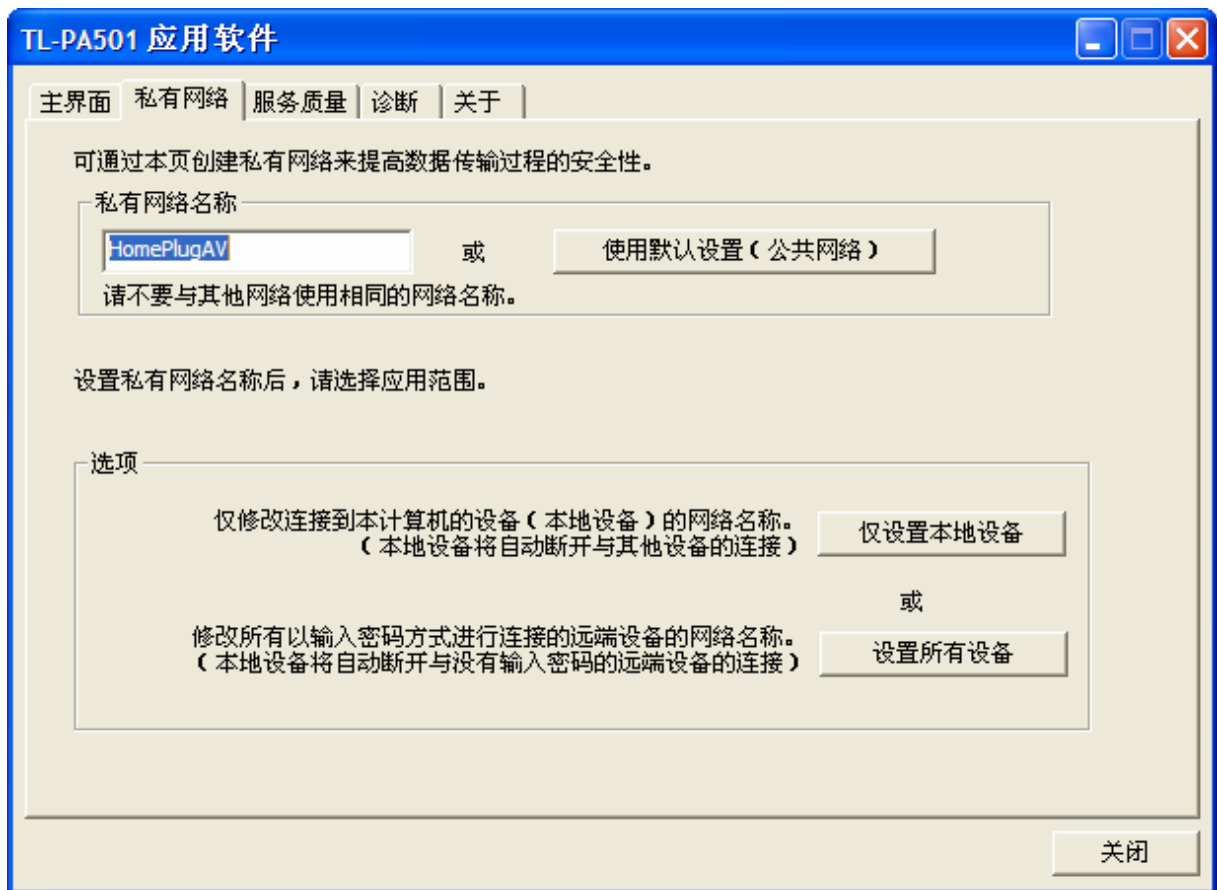 TL-PA501 应用软件
主界面 私有网络 服务质量 诊断 关于
可通过本页创建私有网络来提高数据传输过程的安全性。
私有网络名称
HomePlugAV 或 使用默认设置(公共网络)
请不要与其他网络使用相同的网络名称。
设置私有网络名称后,请选择应用范围。
选项
仅修改连接到本计算机的设备(本地设备)的网络名称。
(本地设备将自动断开与其他设备的连接)
仅设置本地设备
或
修改所有以输入密码方式进行连接的远端设备的网络名称。
(本地设备将自动断开与没有输入密码的远端设备的连接)
设置所有设备
关闭